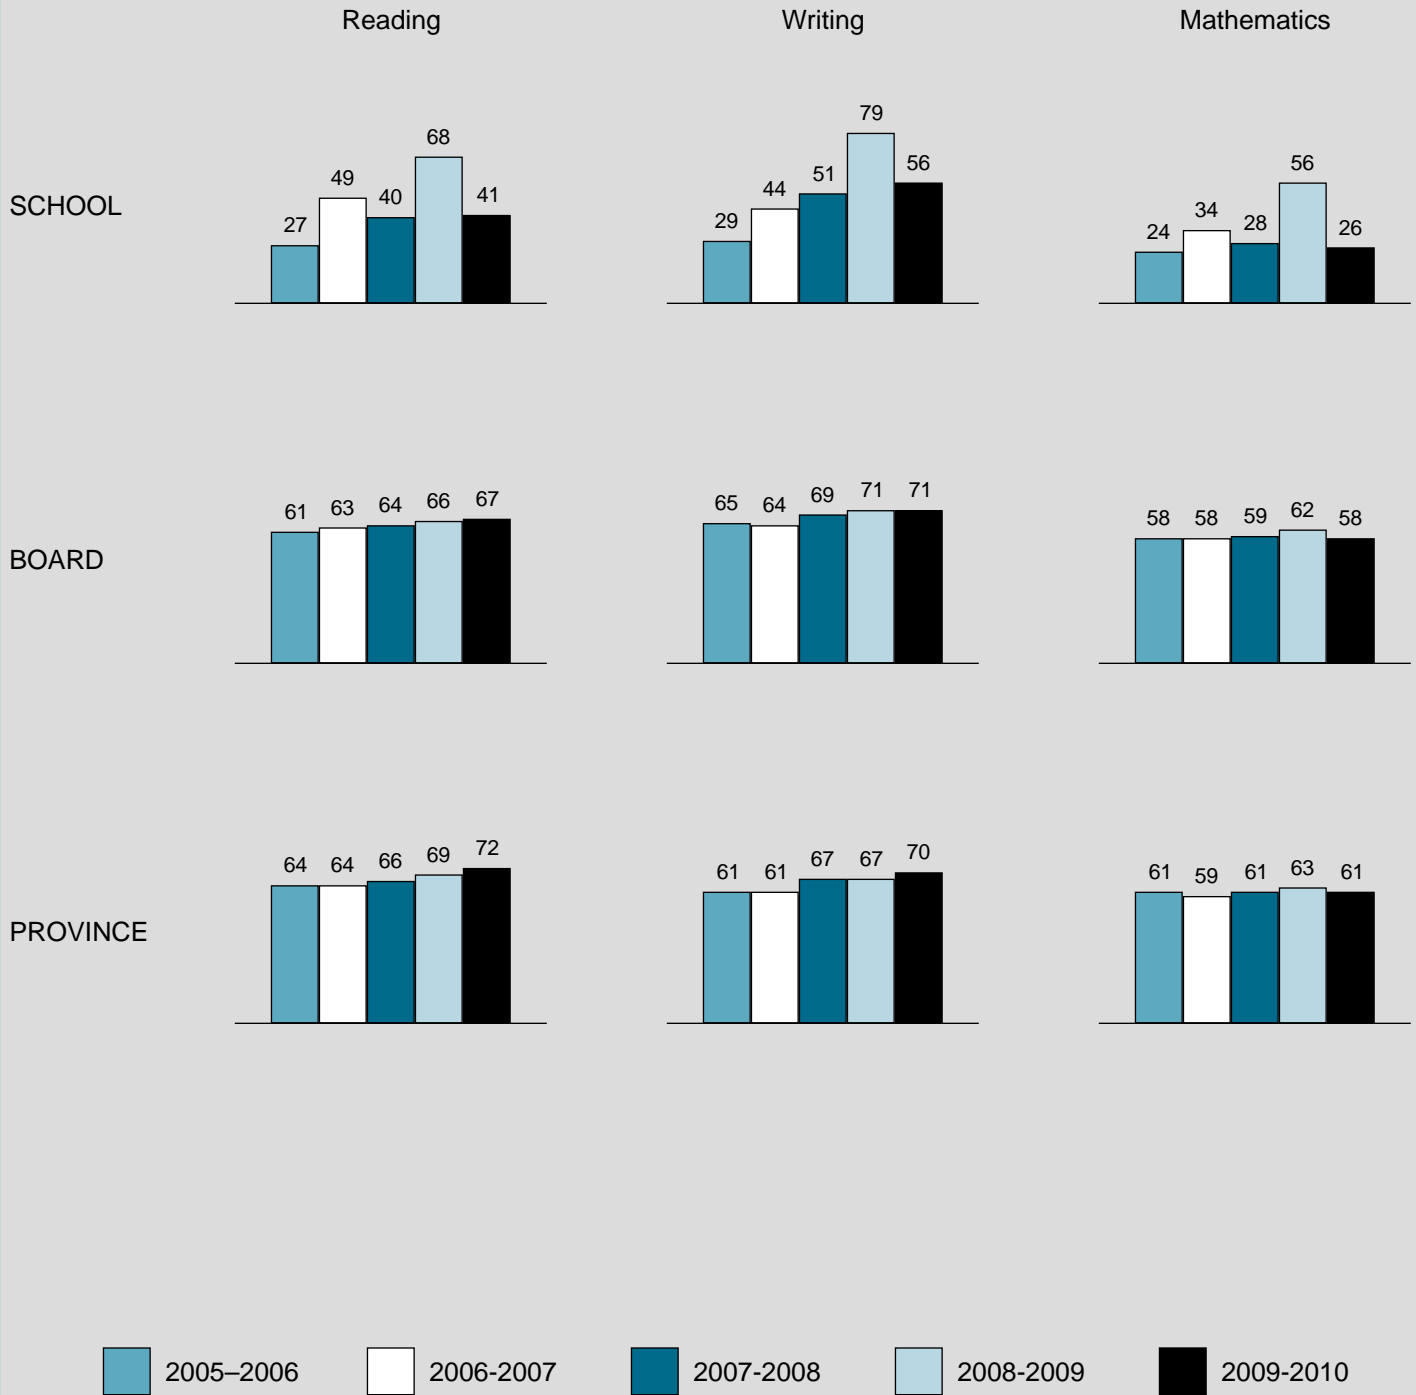 Reading Writing Mathematics
SCHOOL
27 49 40 68 41
29 44 51 79 56
24 34 28 56 26
BOARD
61 63 64 66 67
65 64 69 71 71
58 58 59 62 58
PROVINCE
64 64 66 69 72
61 61 67 67 70
61 59 61 63 61
2005–2006 2006-2007 2007-2008 2008-2009 2009-2010